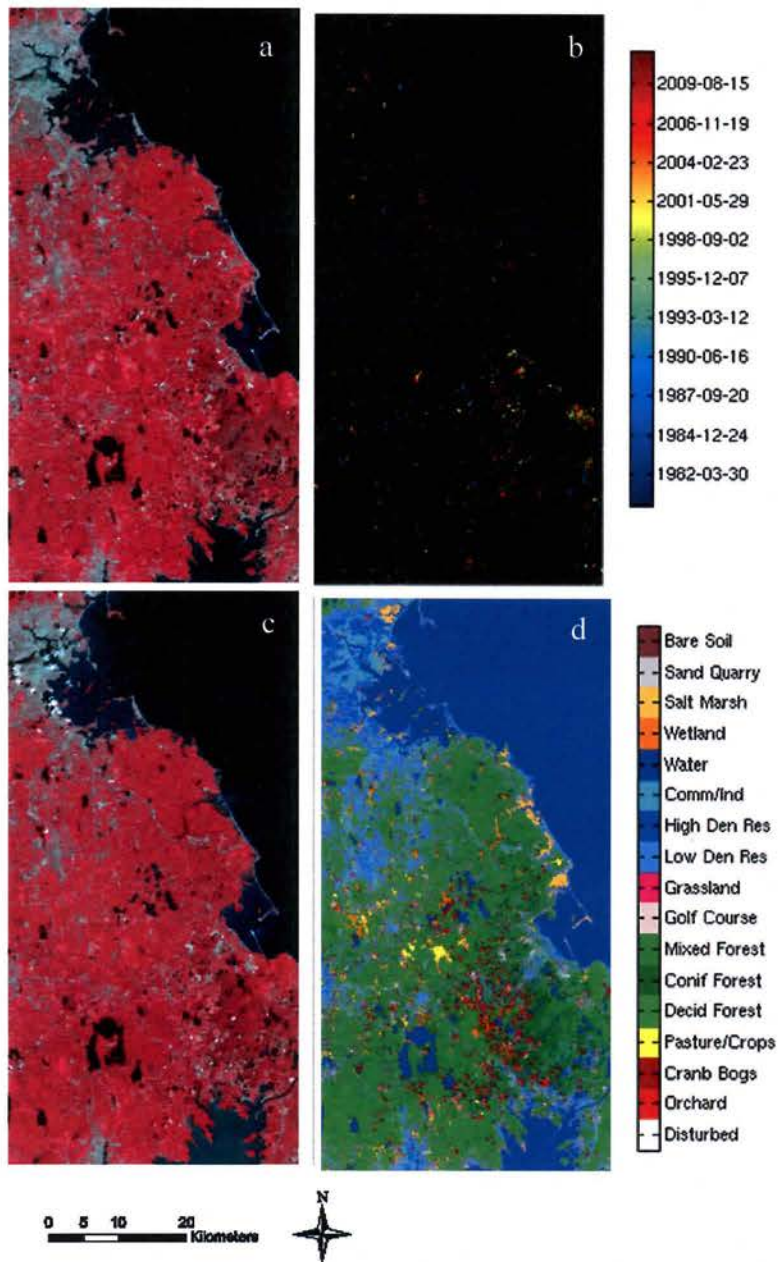 a
b
2009-08-15
2006-11-19
2004-02-23
2001-05-29
1998-09-02
1995-12-07
1993-03-12
1990-06-16
1987-09-20
1984-12-24
1982-03-30
c
d
Bare Soil
Sand Quarry
Salt Marsh
Wetland
Water
Comm/Ind
High Den Res
Low Den Res
Grassland
Golf Course
Mixed Forest
Conif Forest
Decid Forest
Pasture/Crops
Cranb Bogs
Orchard
Disturbed
0 5 10 20
Kilometers
N